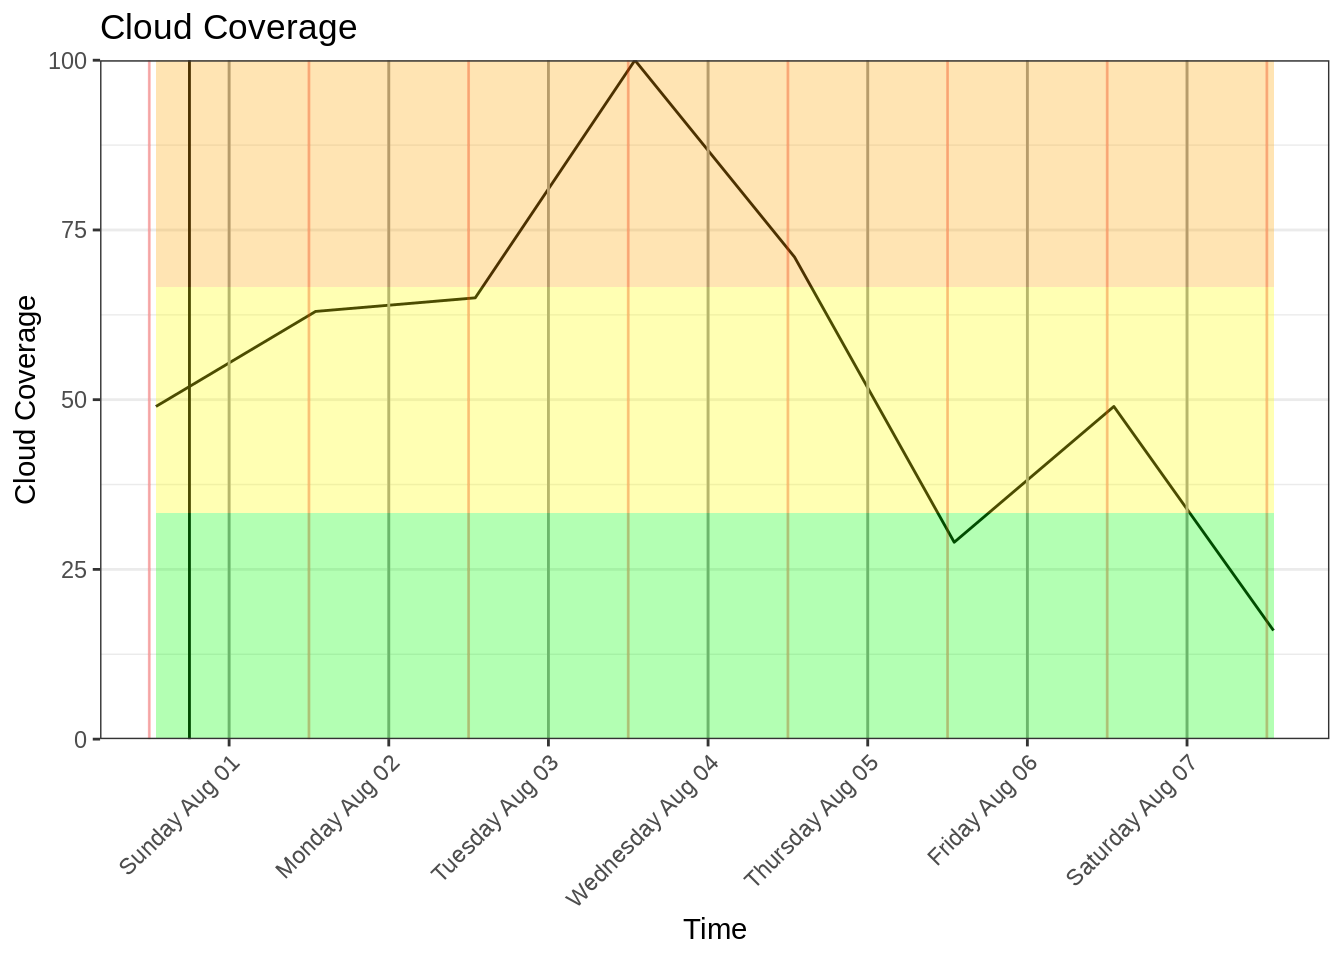 Cloud Coverage
100
75
50
25
0
Cloud Coverage
Sunday Aug 01
Monday Aug 02
Tuesday Aug 03
Wednesday Aug 04
Thursday Aug 05
Friday Aug 06
Saturday Aug 07
Time